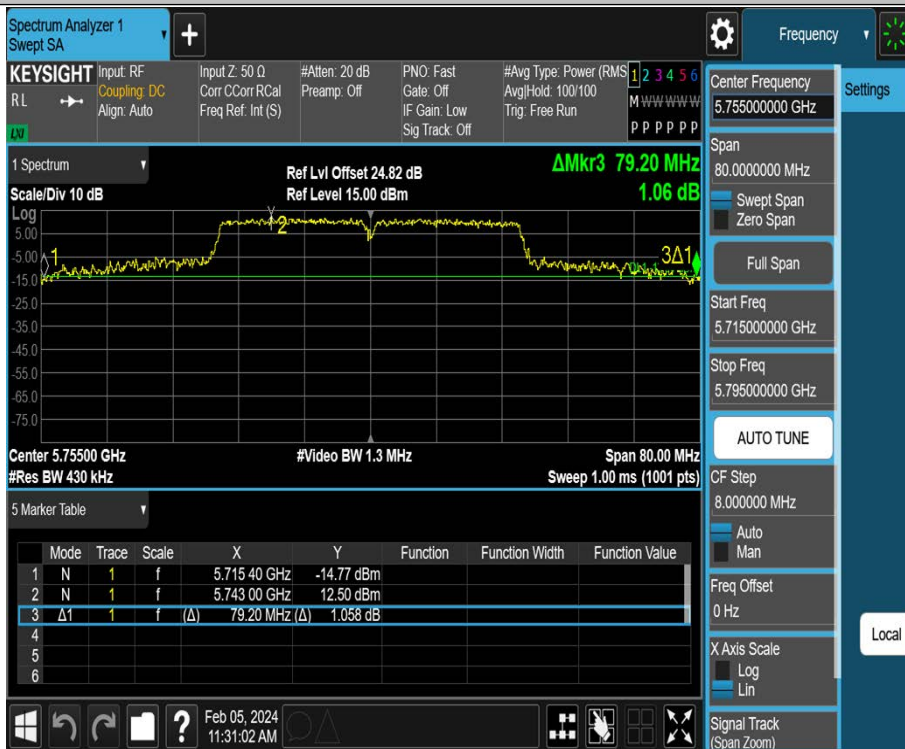 Spectrum Analyzer 1
Swept SA
Frequency
KEYSIGHT
RL
LXI
Input: RF
Coupling: DC
Align: Auto
Input Z: 50 Ω
Corr CCorr RCal
Freq Ref: Int (S)
#Atten: 20 dB
Preamp: Off
PNO: Fast
Gate: Off
IF Gain: Low
Sig Track: Off
#Avg Type: Power (RMS
Avg|Hold: 100/100
Trig: Free Run
1 2 3 4 5 6
M W W W W W
P P P P P P
Settings
1 Spectrum
Scale/Div 10 dB
Ref Lvl Offset 24.82 dB
Ref Level 15.00 dBm
ΔMkr3 79.20 MHz
1.06 dB
Log
5.00
-5.00
-15.0
-25.0
-35.0
-45.0
-55.0
-65.0
-75.0
1
2
3Δ1
Center 5.75500 GHz
#Video BW 1.3 MHz
Span 80.00 MHz
#Res BW 430 kHz
Sweep 1.00 ms (1001 pts)
5 Marker Table
Mode Trace Scale X Y Function Function Width Function Value
1 N 1 f 5.715 40 GHz -14.77 dBm
2 N 1 f 5.743 00 GHz 12.50 dBm
3 Δ1 1 f (Δ) 79.20 MHz (Δ) 1.058 dB
4
5
6
Center Frequency
5.755000000 GHz
Span
80.0000000 MHz
Swept Span
Zero Span
Full Span
Start Freq
5.715000000 GHz
Stop Freq
5.795000000 GHz
AUTO TUNE
CF Step
8.000000 MHz
Auto
Man
Freq Offset
0 Hz
X Axis Scale
Log
Lin
Signal Track
(Span Zoom)
Local
?
Feb 05, 2024
11:31:02 AM